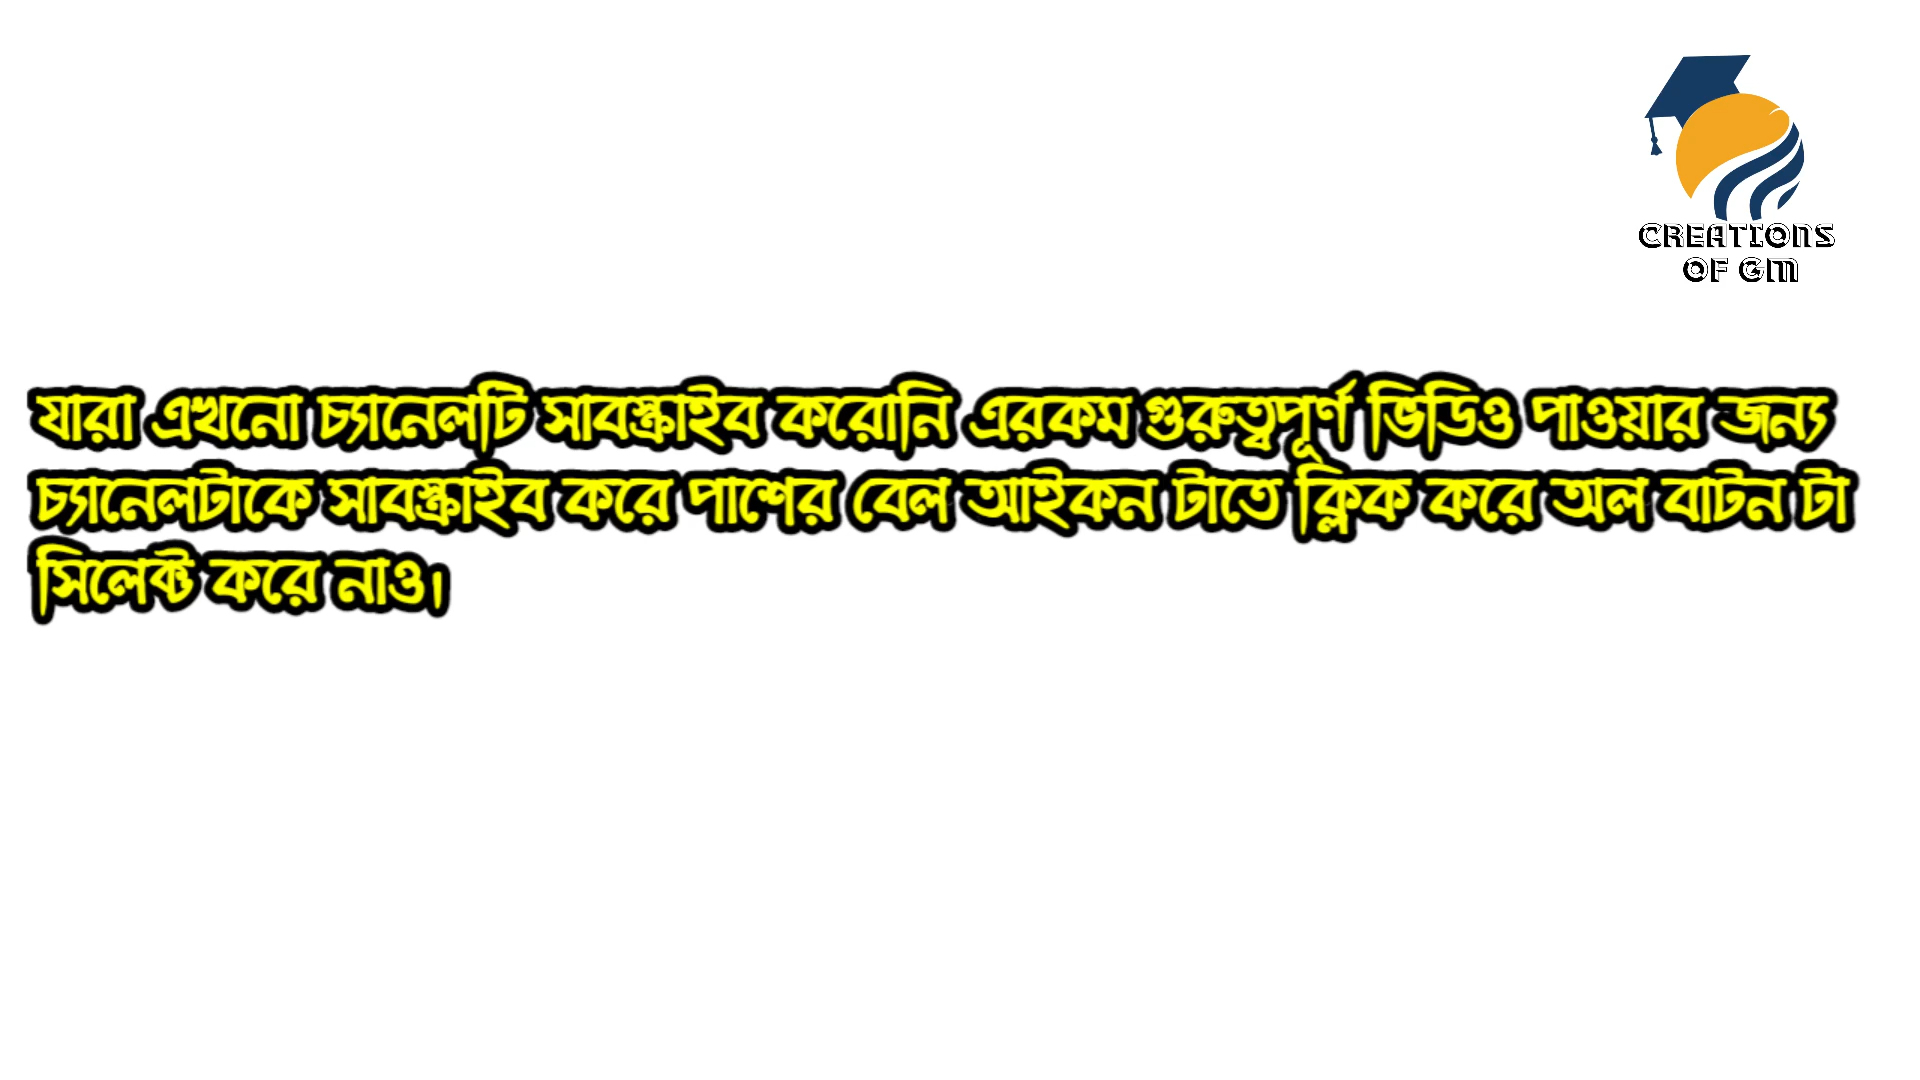 CREATIONS
OF GM
যারা এখনো চ্যানেলটি সাবস্ক্রাইব করোনি এরকম গুরুত্বপূর্ণ ভিডিও পাওয়ার জন্য
চ্যানেলটাকে সাবস্ক্রাইব করে পাশের বেল আইকন টাতে ক্লিক করে অল বাটন টা
সিলেক্ট করে নাও।